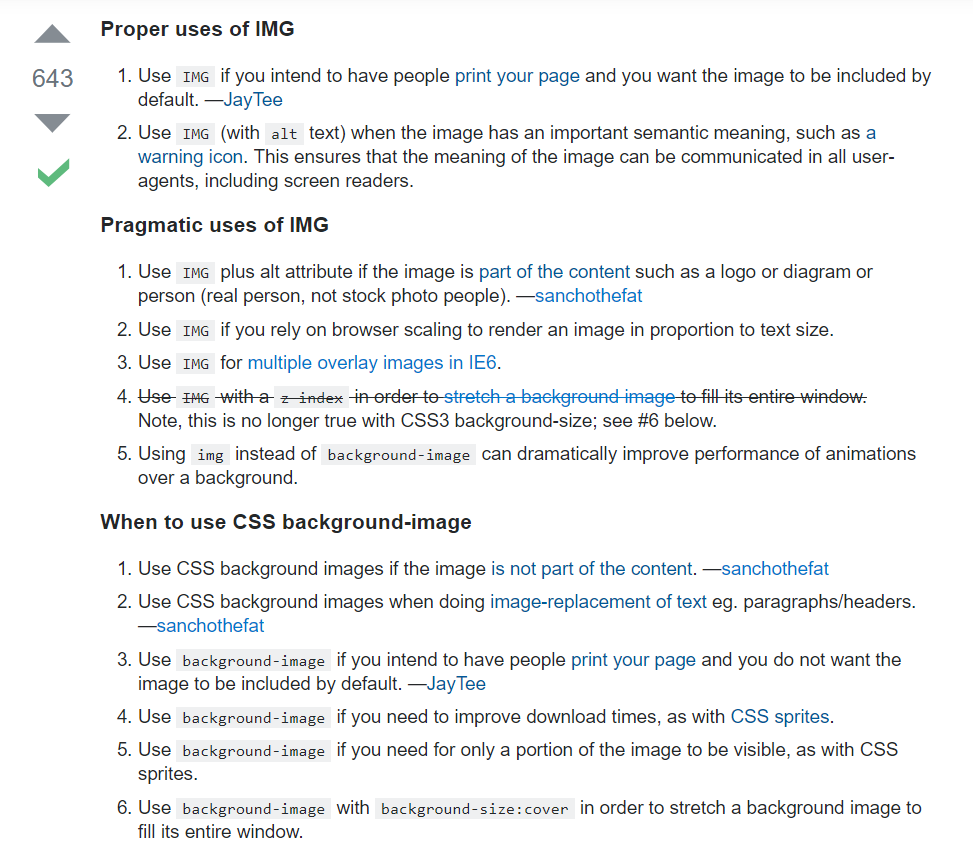 Proper uses of IMG
643
1. Use IMG if you intend to have people print your page and you want the image to be included by
default. —JayTee
2. Use IMG (with alt text) when the image has an important semantic meaning, such as a
warning icon. This ensures that the meaning of the image can be communicated in all user-
agents, including screen readers.
Pragmatic uses of IMG
1. Use IMG plus alt attribute if the image is part of the content such as a logo or diagram or
person (real person, not stock photo people). —sanchothefat
2. Use IMG if you rely on browser scaling to render an image in proportion to text size.
3. Use IMG for multiple overlay images in IE6.
4. Use IMG with a z-index in order to stretch a background image to fill its entire window.
Note, this is no longer true with CSS3 background-size; see #6 below.
5. Using img instead of background-image can dramatically improve performance of animations
over a background.
When to use CSS background-image
1. Use CSS background images if the image is not part of the content. —sanchothefat
2. Use CSS background images when doing image-replacement of text eg. paragraphs/headers.
—sanchothefat
3. Use background-image if you intend to have people print your page and you do not want the
image to be included by default. —JayTee
4. Use background-image if you need to improve download times, as with CSS sprites.
5. Use background-image if you need for only a portion of the image to be visible, as with CSS
sprites.
6. Use background-image with background-size:cover in order to stretch a background image to
fill its entire window.